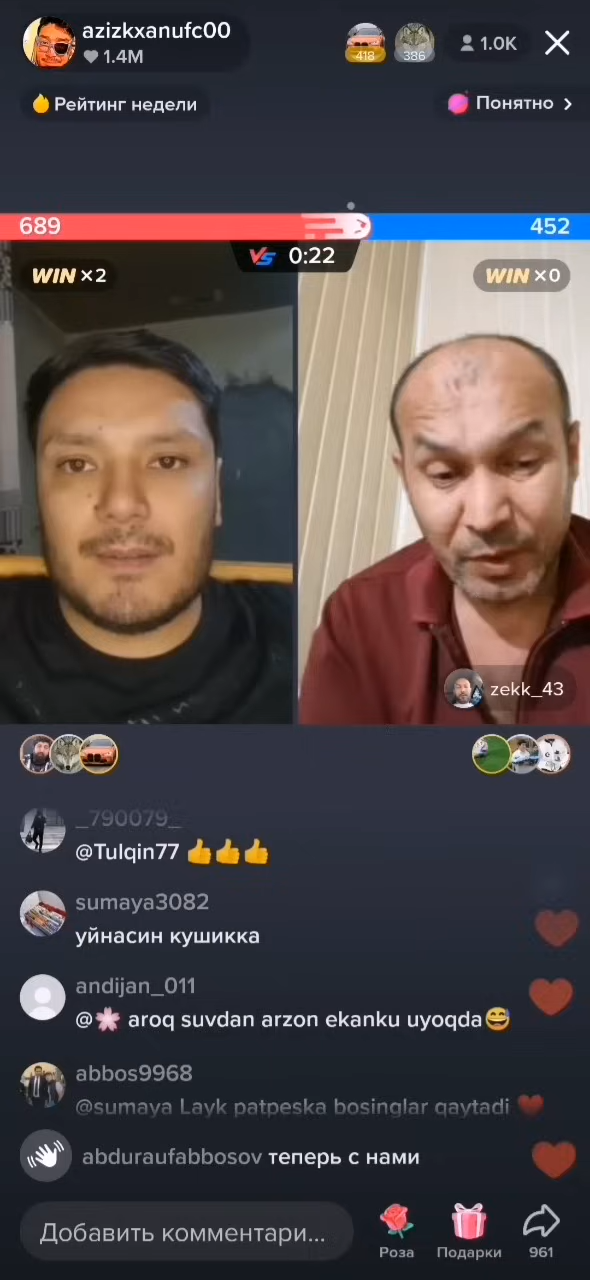 azizkxanufc00
1.4M
418
386
1.0K
Рейтинг недели
Понятно
689
452
VS 0:22
WIN ×2
WIN ×0
zekk_43
_790079_
@Tulqin77 👍👍👍
sumaya3082
уйнасин кушикка
andijan_011
@🌸 aroq suvdan arzon ekanku uyoqda😅
abbos9968
@sumaya Layk patpeska bosinglar qaytadi ❤️
abduraufabbosov теперь с нами
Добавить комментари...
Роза
Подарки
961